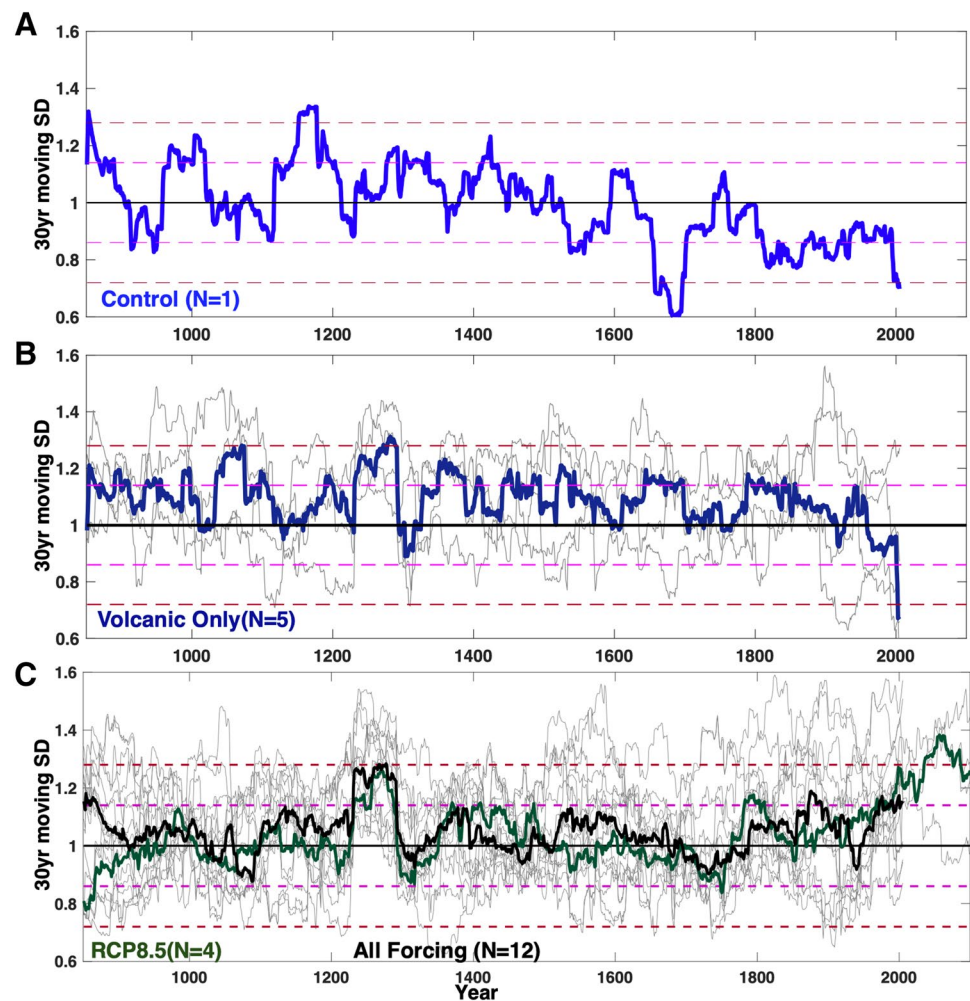 A
30yr moving SD
1.6
1.4
1.2
1
0.8
0.6
Control (N=1)
1000 1200 1400 1600 1800 2000
B
30yr moving SD
1.6
1.4
1.2
1
0.8
0.6
Volcanic Only(N=5)
1000 1200 1400 1600 1800 2000
C
30yr moving SD
1.6
1.4
1.2
1
0.8
0.6
RCP8.5(N=4) All Forcing (N=12)
1000 1200 1400 1600 1800 2000
Year